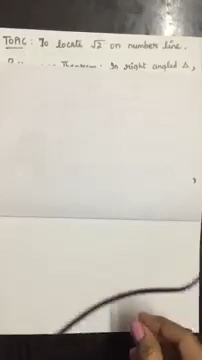 TOPIC : To locate √2 on number line.
Theorem : In right angled Δ,